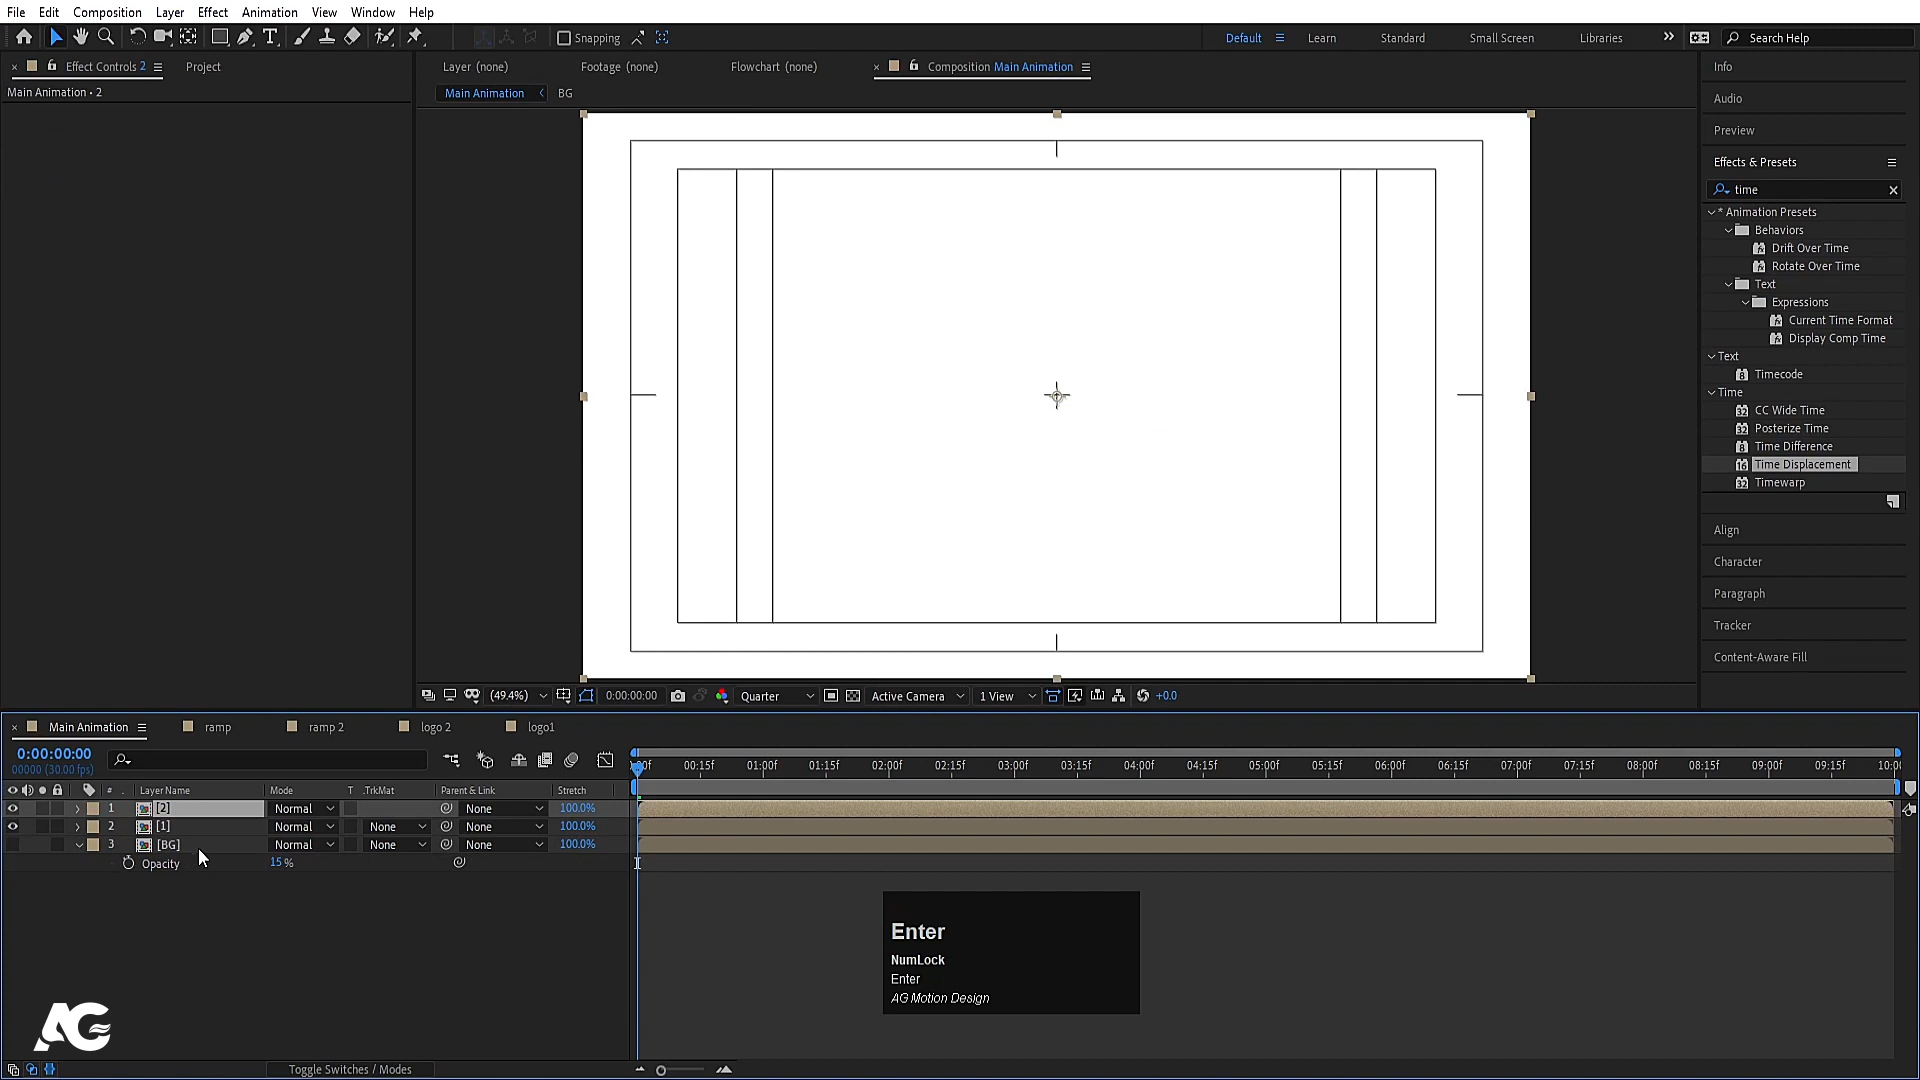 File Edit Composition Layer Effect Animation View Window Help
Snapping Default Learn Standard Small Screen Libraries Search Help
Effect Controls 2 Project
Layer (none) Footage (none) Flowchart (none) Composition Main Animation
Main Animation • 2
Main Animation BG
Info
Audio
Preview
Effects & Presets
time
* Animation Presets
Behaviors
Drift Over Time
Rotate Over Time
Text
Expressions
Current Time Format
Display Comp Time
Text
Timecode
Time
CC Wide Time
Posterize Time
Time Difference
Time Displacement
Timewarp
Align
Character
Paragraph
Tracker
Content-Aware Fill
(49.4%) 0:00:00:00 Quarter Active Camera 1 View +0.0
Main Animation ramp ramp 2 logo 2 logo1
0:00:00:00
00000 (30.00 fps)
00f 00:15f 01:00f 01:15f 02:00f 02:15f 03:00f 03:15f 04:00f 04:15f 05:00f 05:15f 06:00f 06:15f 07:00f 07:15f 08:00f 08:15f 09:00f 09:15f 10:0
# Layer Name Mode T .TrkMat Parent & Link Stretch
1 [2] Normal None 100.0%
2 [1] Normal None None 100.0%
3 [BG] Normal None None 100.0%
Opacity 15 %
Enter
NumLock
Enter
AG Motion Design
AG
Toggle Switches / Modes